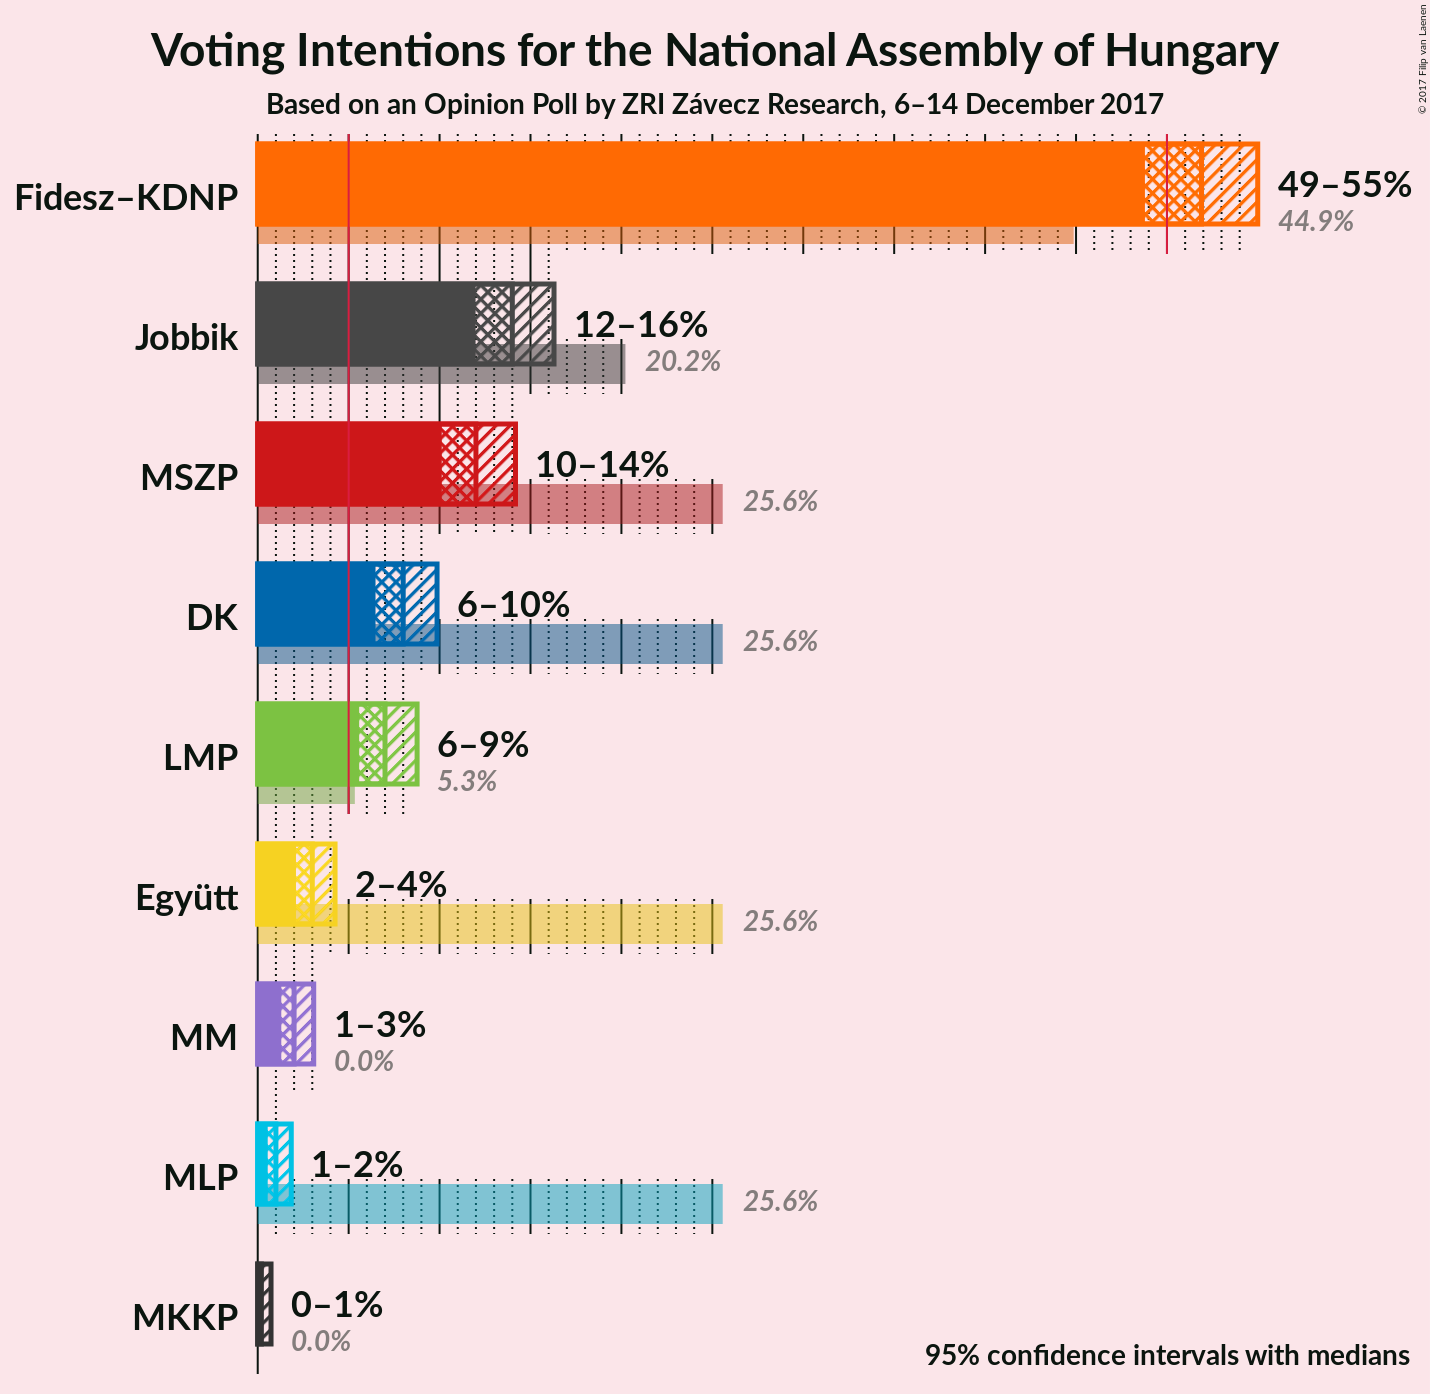 Voting Intentions for the National Assembly of Hungary
Based on an Opinion Poll by ZRI Závecz Research, 6–14 December 2017
© 2017 Filip van Laenen
Fidesz–KDNP
49–55%
44.9%
Jobbik
12–16%
20.2%
MSZP
10–14%
25.6%
DK
6–10%
25.6%
LMP
6–9%
5.3%
Együtt
2–4%
25.6%
MM
1–3%
0.0%
MLP
1–2%
25.6%
MKKP
0–1%
0.0%
95% confidence intervals with medians